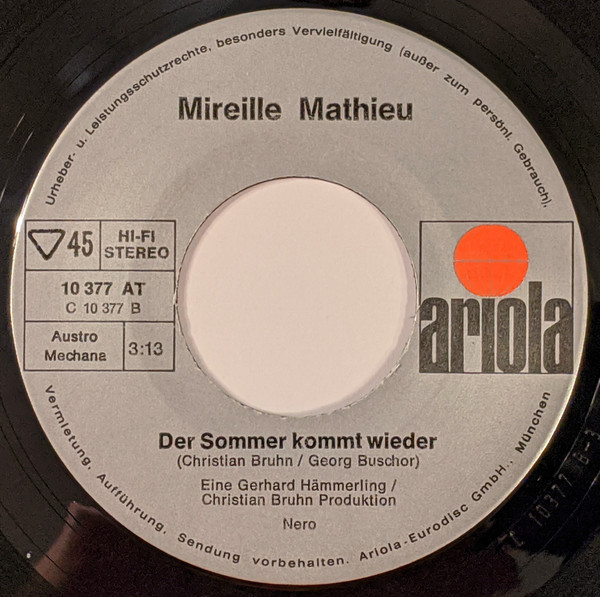 Urheber- u. Leistungsschutzrechte, besonders Vervielfältigung (außer zum persönl. Gebrauch),
Mireille Mathieu
45
HI-FI
STEREO
10 377 AT
C 10 377 B
Austro
Mechana
3:13
ariola
Der Sommer kommt wieder
(Christian Bruhn / Georg Buschor)
Eine Gerhard Hämmerling /
Christian Bruhn Produktion
Nero
Vermietung, Aufführung, Sendung vorbehalten. Ariola-Eurodisc GmbH., München
C 10377 B-3